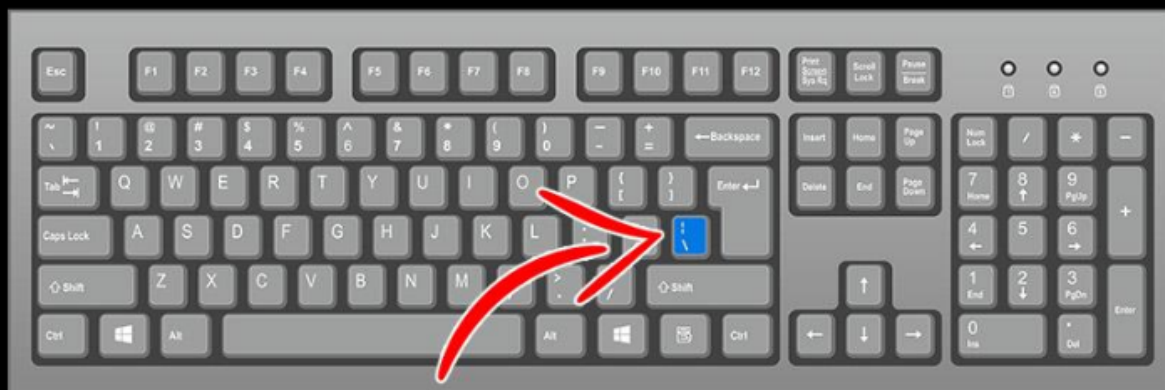 Esc F1 F2 F3 F4 F5 F6 F7 F8 F9 F10 F11 F12 Print Screen Sys Rq Scroll Lock Pause Break
~ ! @ # $ % ^ & * ( ) — +
\ 1 2 3 4 5 6 7 8 9 0 - = ←Backspace Insert Home Page Up Num Lock / * -
Tab Q W E R T Y U I O P { [ } ] Enter Delete End Page Down 7 Home 8 ↑ 9 PgUp +
Caps Lock A S D F G H J K L ¦ \ 4 ← 5 6 →
⇧ Shift Z X C V B N M > . / ⇧ Shift ↑ 1 End 2 ↓ 3 PgDn Enter
Ctrl Alt Alt Ctrl ← ↓ → 0 Ins . Del